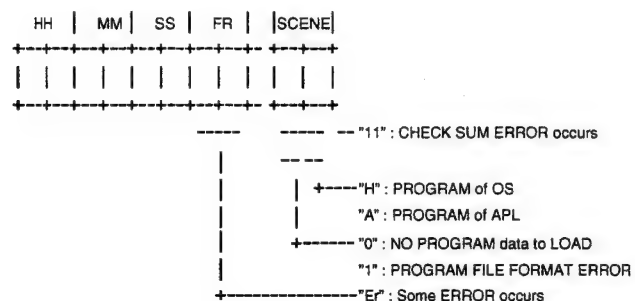 HH | MM | SS | FR | |SCENE|
"11" : CHECK SUM ERROR occurs
"H" : PROGRAM of OS
"A" : PROGRAM of APL
"0" : NO PROGRAM data to LOAD
"1" : PROGRAM FILE FORMAT ERROR
"Er" : Some ERROR occurs